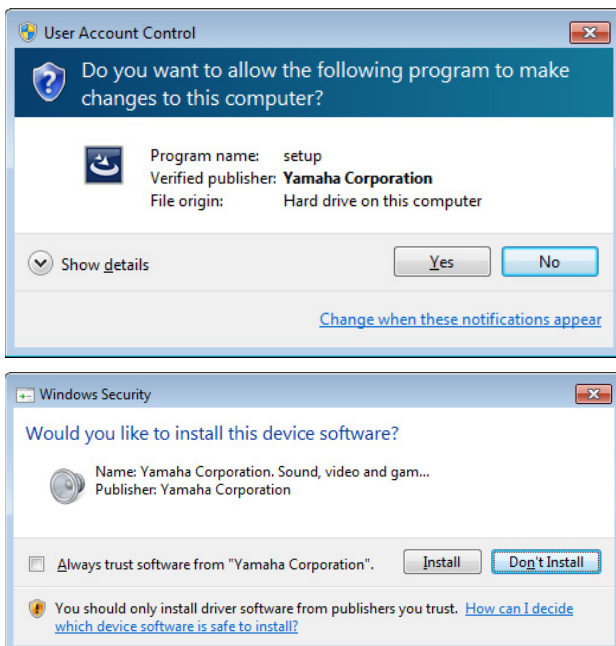 User Account Control
Do you want to allow the following program to make
changes to this computer?
Program name: setup
Verified publisher: Yamaha Corporation
File origin: Hard drive on this computer
Show details
Yes
No
Change when these notifications appear
Windows Security
Would you like to install this device software?
Name: Yamaha Corporation. Sound, video and gam...
Publisher: Yamaha Corporation
Always trust software from "Yamaha Corporation".
Install
Don't Install
You should only install driver software from publishers you trust. How can I decide
which device software is safe to install?